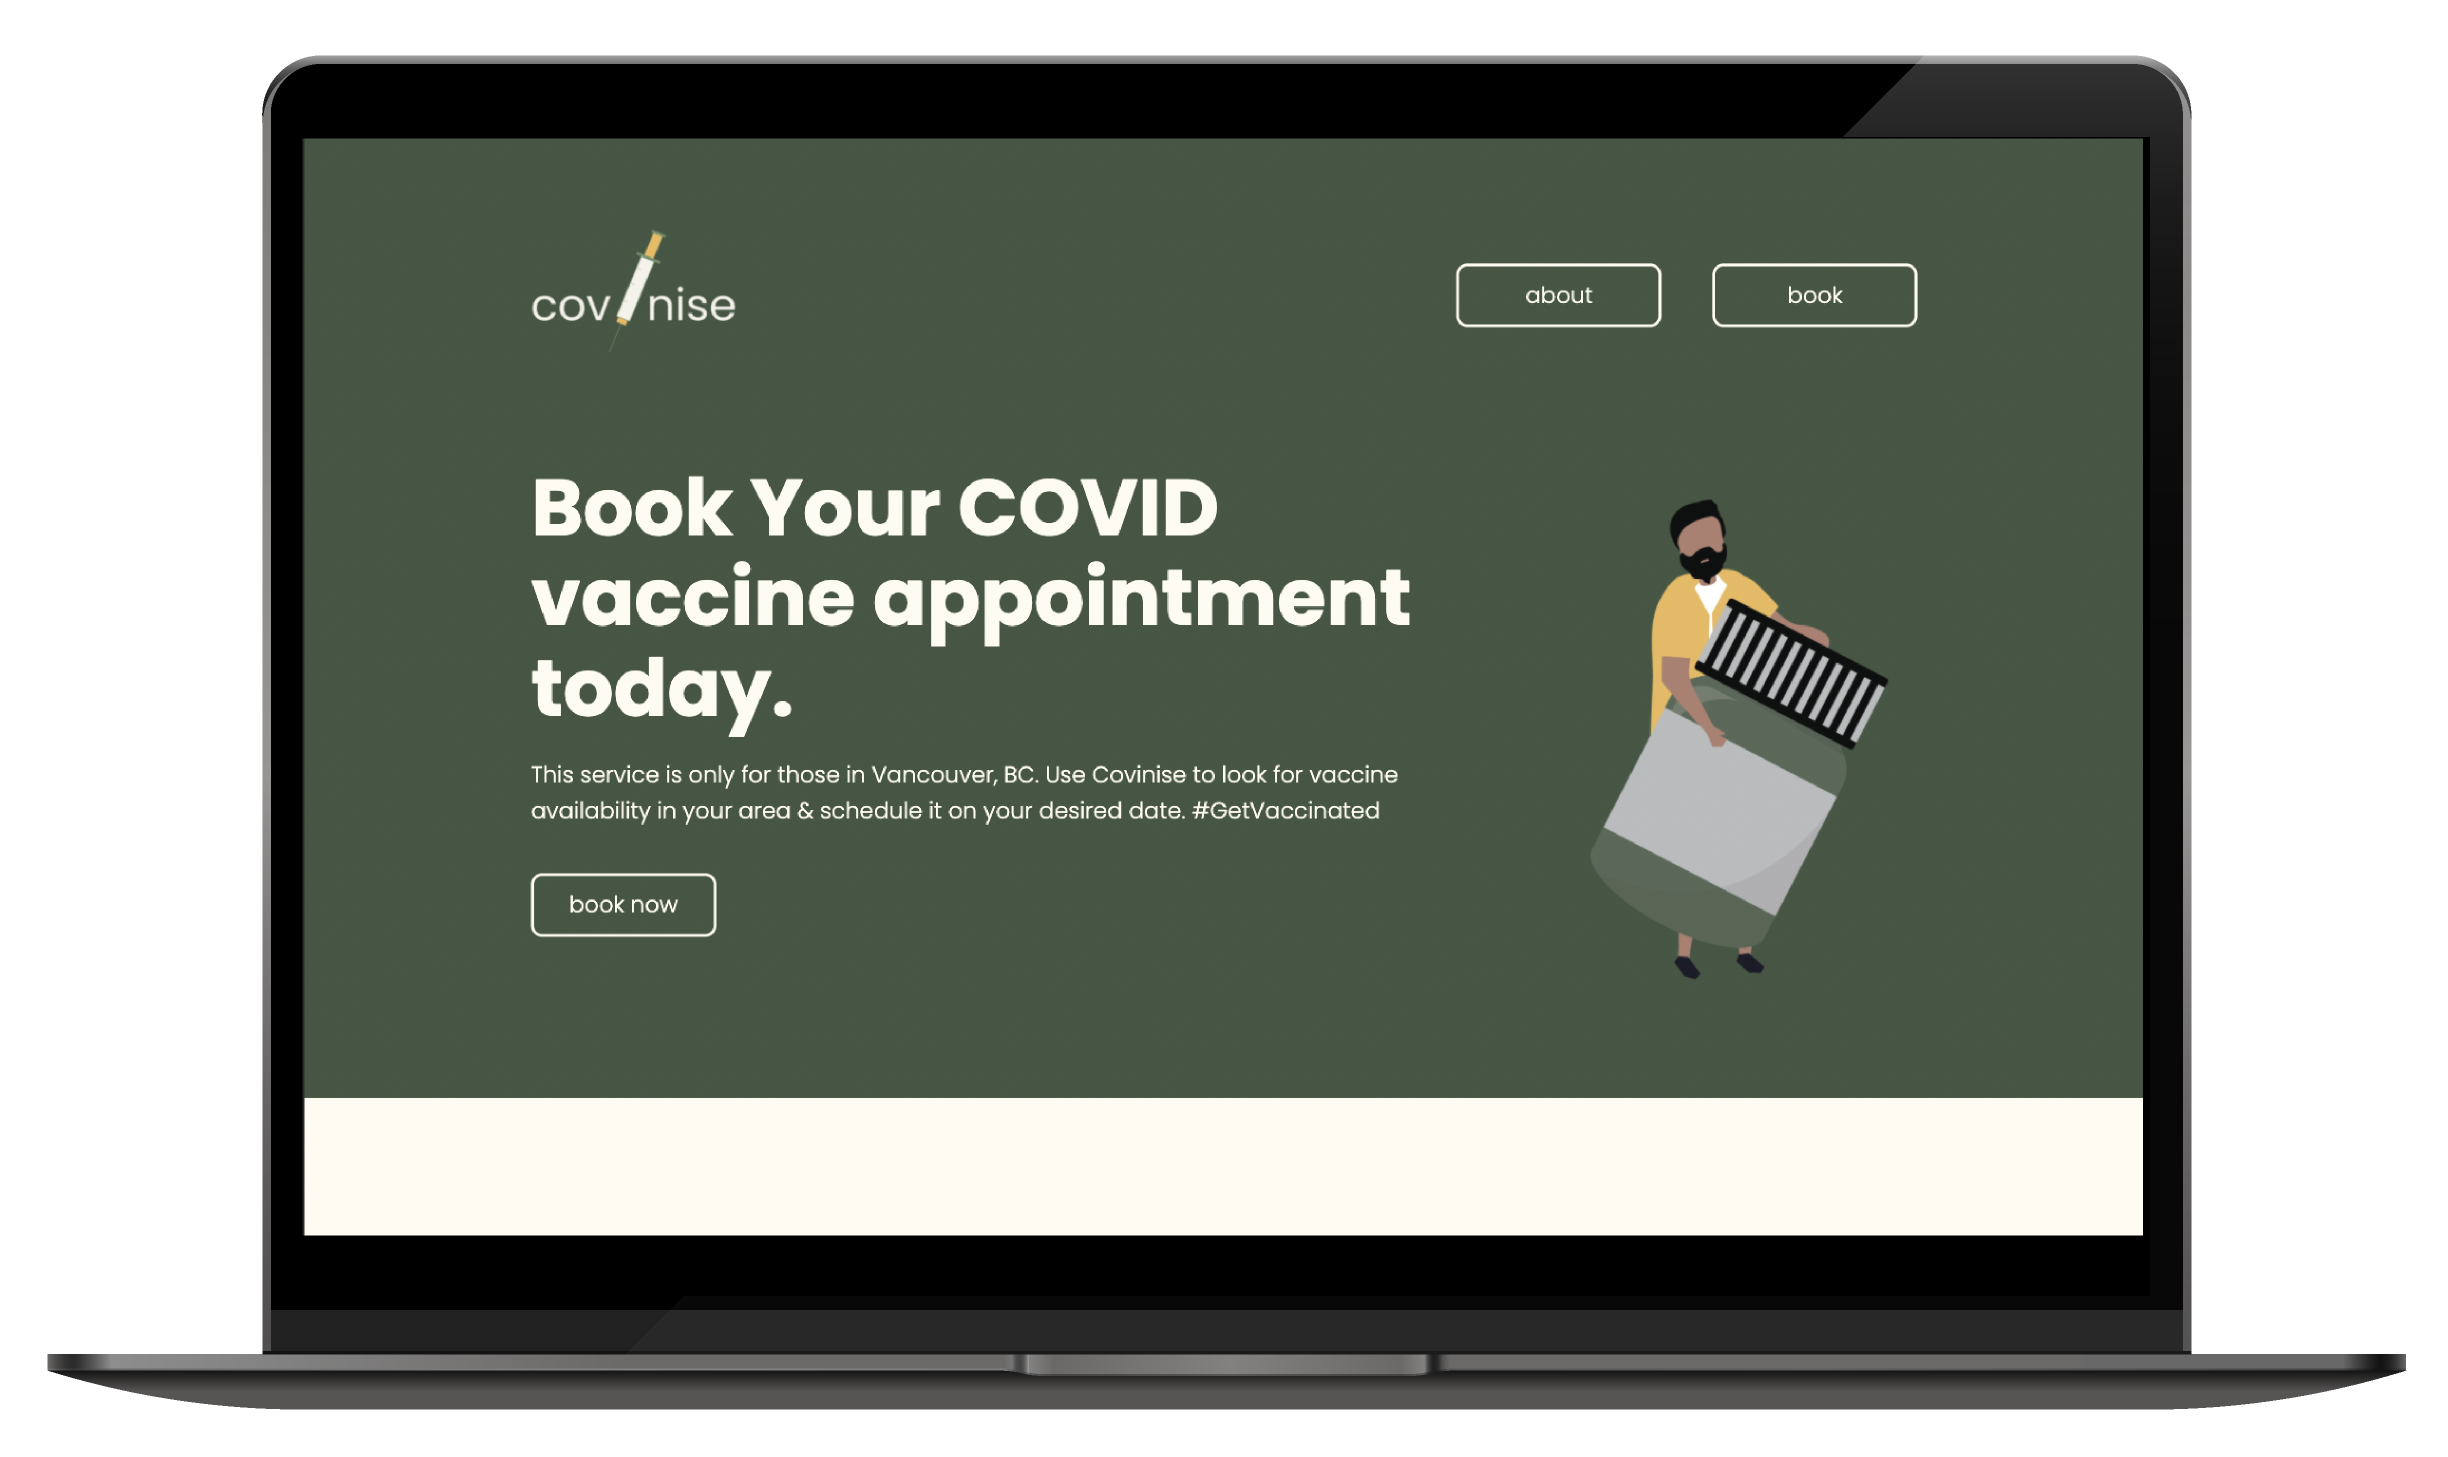 cov nise
about
book
Book Your COVID
vaccine appointment
today.
This service is only for those in Vancouver, BC. Use Covinise to look for vaccine
availability in your area & schedule it on your desired date. #GetVaccinated
book now